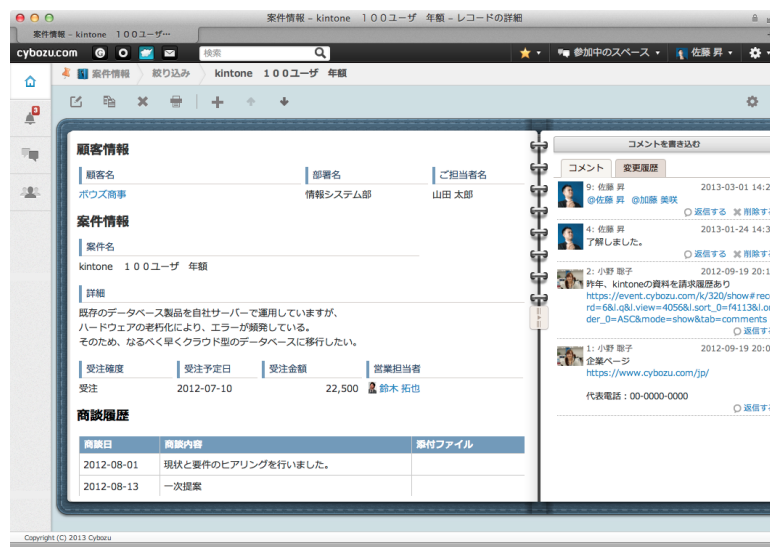 案件情報 – kintone １００ユーザ 年額 – レコードの詳細
案件情報 – kintone １００ユーザ…
cybozu.com
検索
参加中のスペース
佐藤 昇
案件情報
絞り込み
kintone １００ユーザ 年額
3
顧客情報
顧客名 部署名 ご担当者名
ボウズ商事 情報システム部 山田 太郎
案件情報
案件名
kintone １００ユーザ 年額
詳細
既存のデータベース製品を自社サーバーで運用していますが、
ハードウェアの老朽化により、エラーが頻発している。
そのため、なるべく早くクラウド型のデータベースに移行したい。
受注確度 受注予定日 受注金額 営業担当者
受注 2012-07-10 22,500 鈴木 拓也
商談履歴
商談日 商談内容 添付ファイル
2012-08-01 現状と要件のヒアリングを行いました。
2012-08-13 一次提案
コメントを書き込む
コメント 変更履歴
9: 佐藤 昇 2013-03-01 14:2
@佐藤 昇 @加藤 美咲
返信する 削除す
4: 佐藤 昇 2013-01-24 14:3
了解しました。
返信する 削除す
2: 小野 聡子 2012-09-19 20:1
昨年、kintoneの資料を請求履歴あり
https://event.cybozu.com/k/320/show#rec
rd=6&l.q&l.view=4056&l.sort_0=f4113&l.o
der_0=ASC&mode=show&tab=comments
返信す
1: 小野 聡子 2012-09-19 20:0
企業ページ
https://www.cybozu.com/jp/
代表電話：00-0000-0000
返信す
Copyright (C) 2013 Cybozu